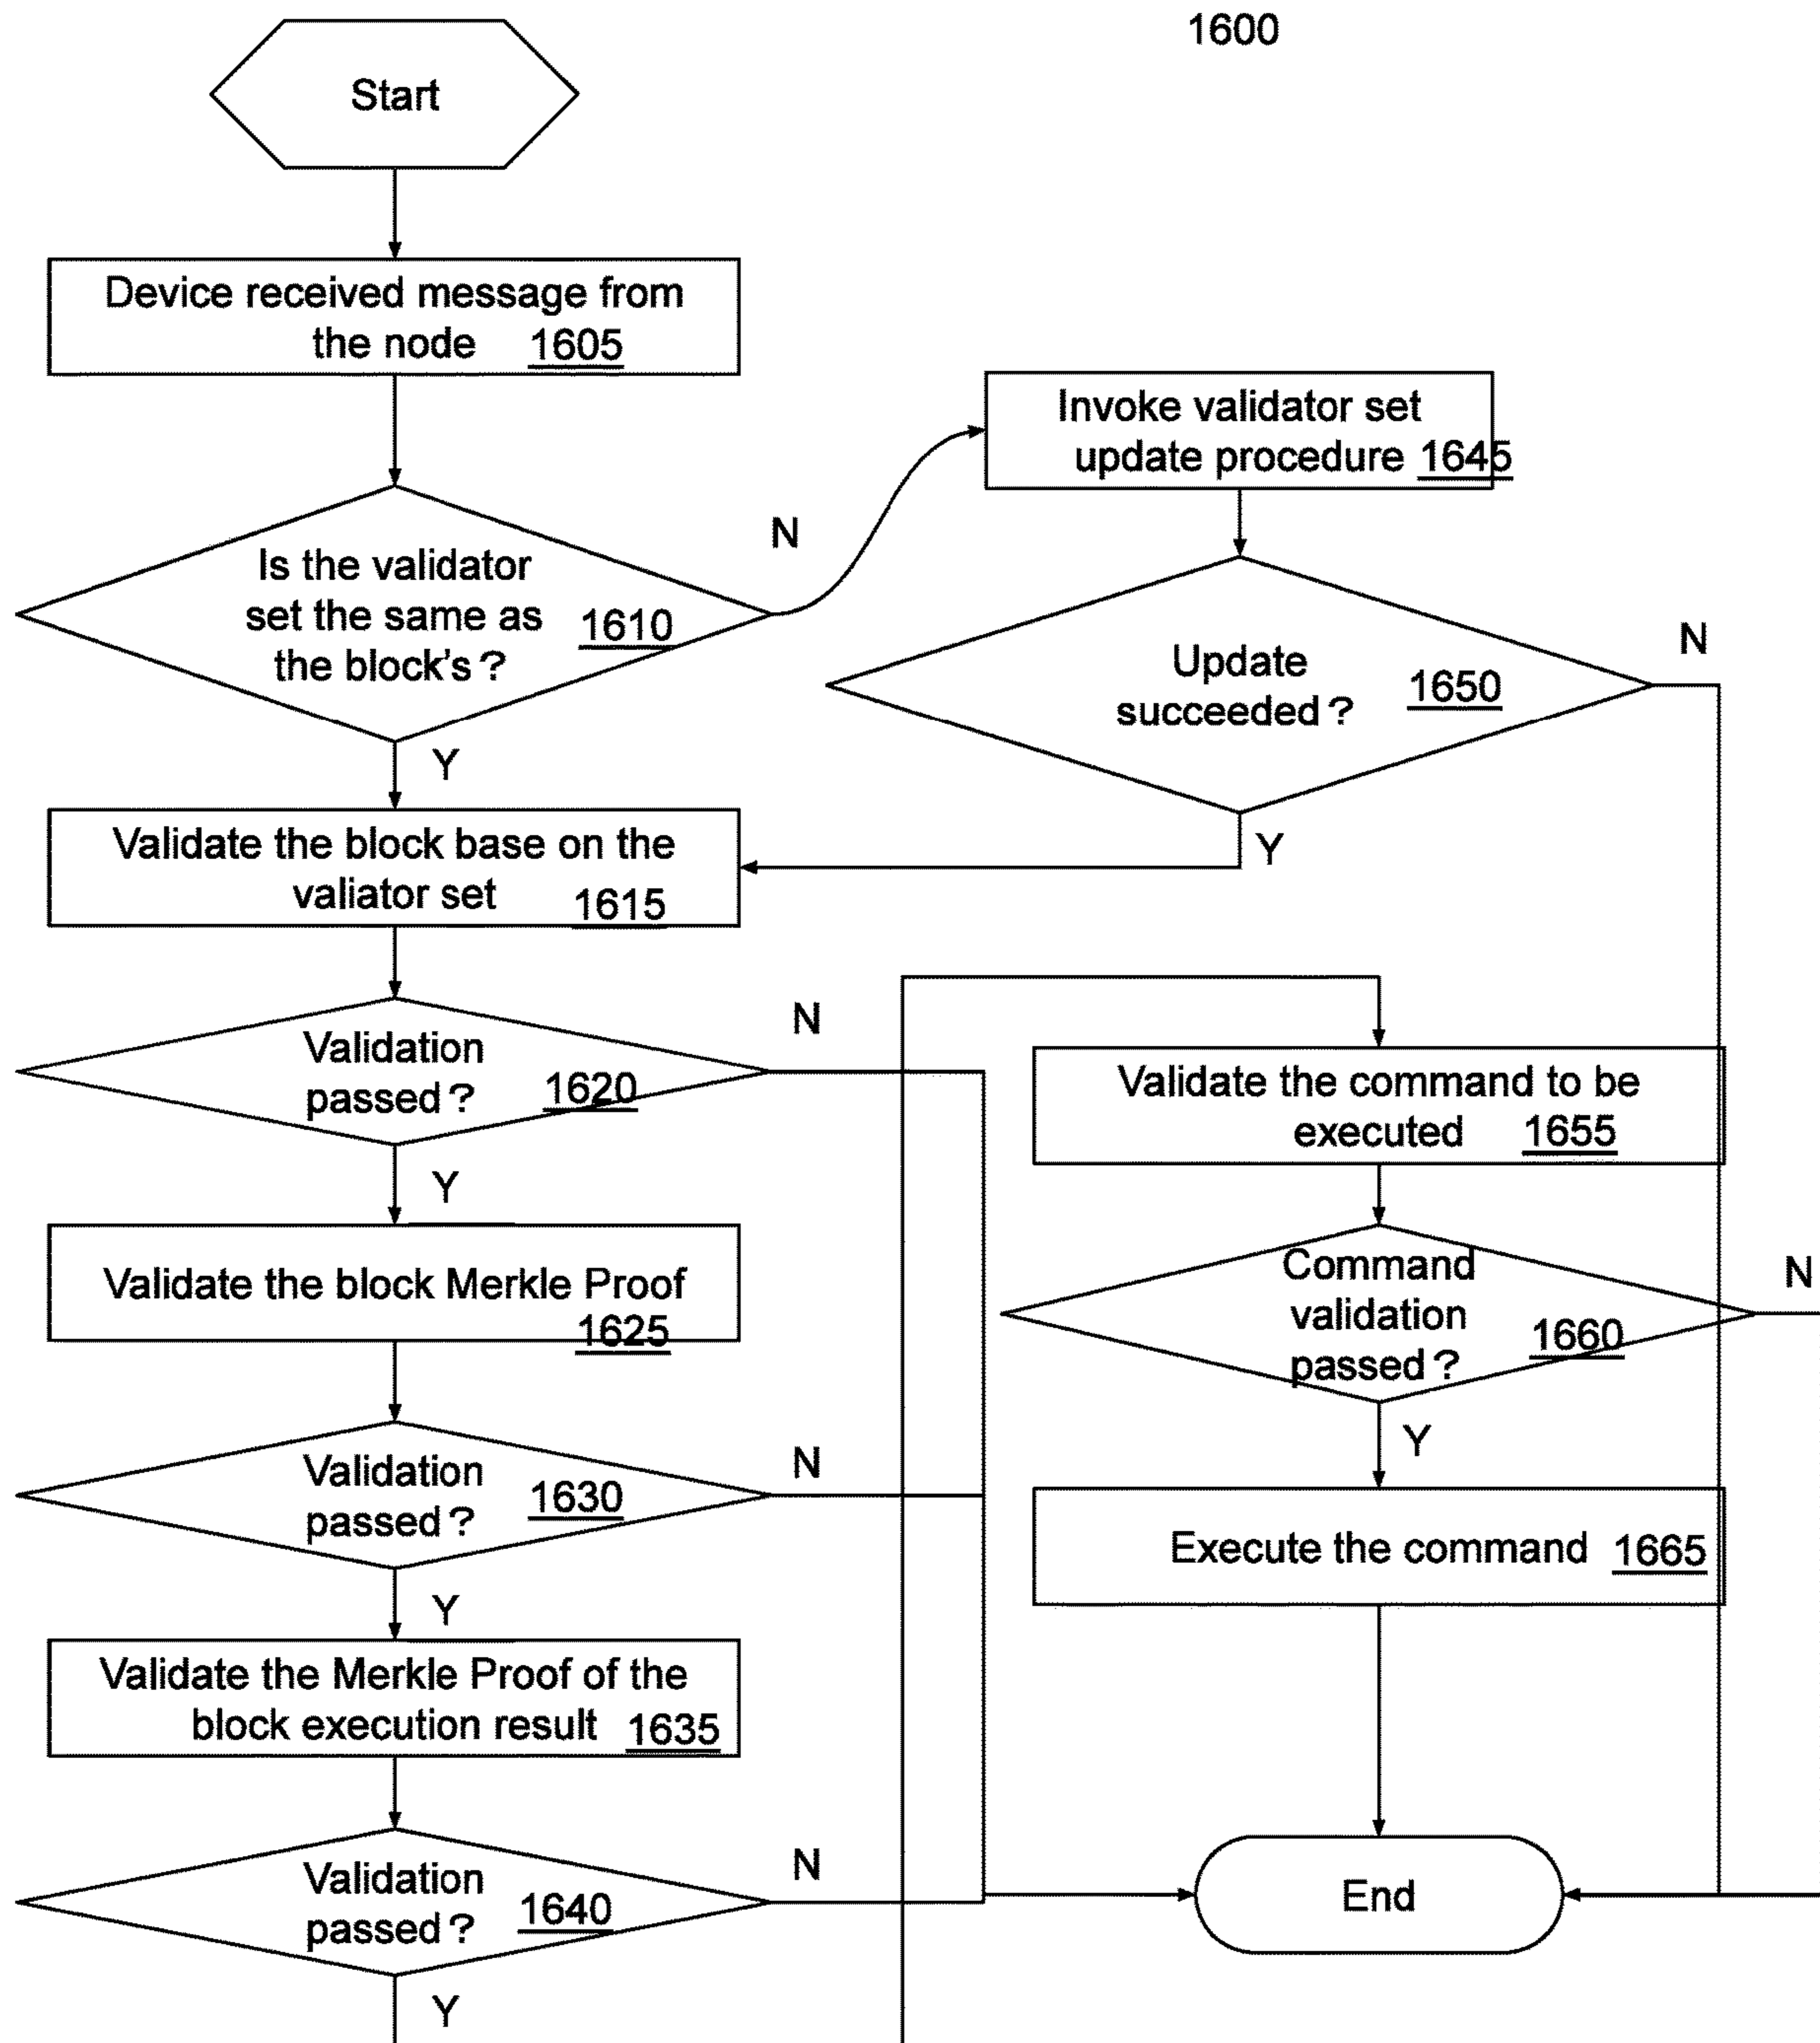 1600
Start
Device received message from
the node 1605
Is the validator
set the same as
the block's ? 1610
N
Y
Invoke validator set
update procedure 1645
Update
succeeded ? 1650
N
Y
Validate the block base on the
valiator set 1615
Validation
passed ? 1620
N
Y
Validate the block Merkle Proof
1625
Validation
passed ? 1630
N
Y
Validate the Merkle Proof of the
block execution result 1635
Validation
passed ? 1640
N
Y
Validate the command to be
executed 1655
Command
validation
passed ? 1660
N
Y
Execute the command 1665
End